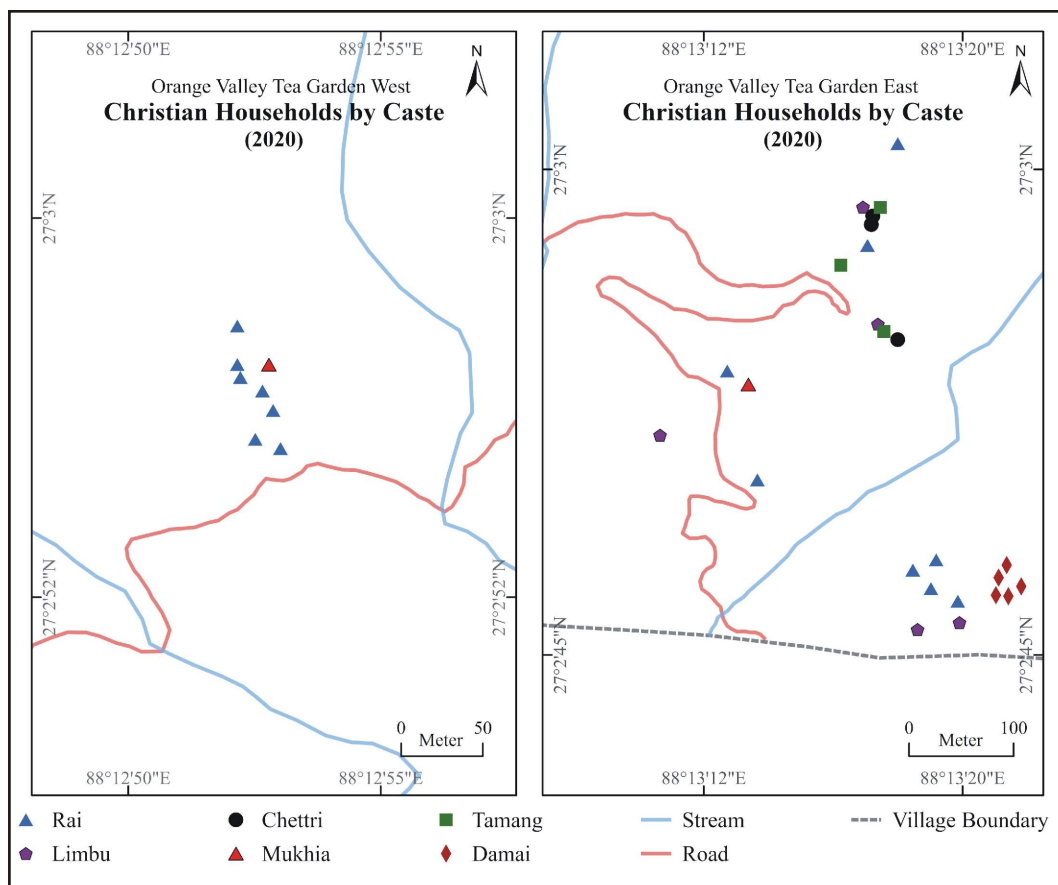 88°12'50"E 88°12'55"E
N
Orange Valley Tea Garden West
Christian Households by Caste
(2020)
27°3'N
27°3'N
27°2'52"N
27°2'52"N
0 50
Meter
88°12'50"E 88°12'55"E
88°13'12"E 88°13'20"E
N
Orange Valley Tea Garden East
Christian Households by Caste
(2020)
27°3'N
27°3'N
27°2'45"N
27°2'45"N
0 100
Meter
88°13'12"E 88°13'20"E
Rai Chettri Tamang Stream Village Boundary
Limbu Mukhia Damai Road